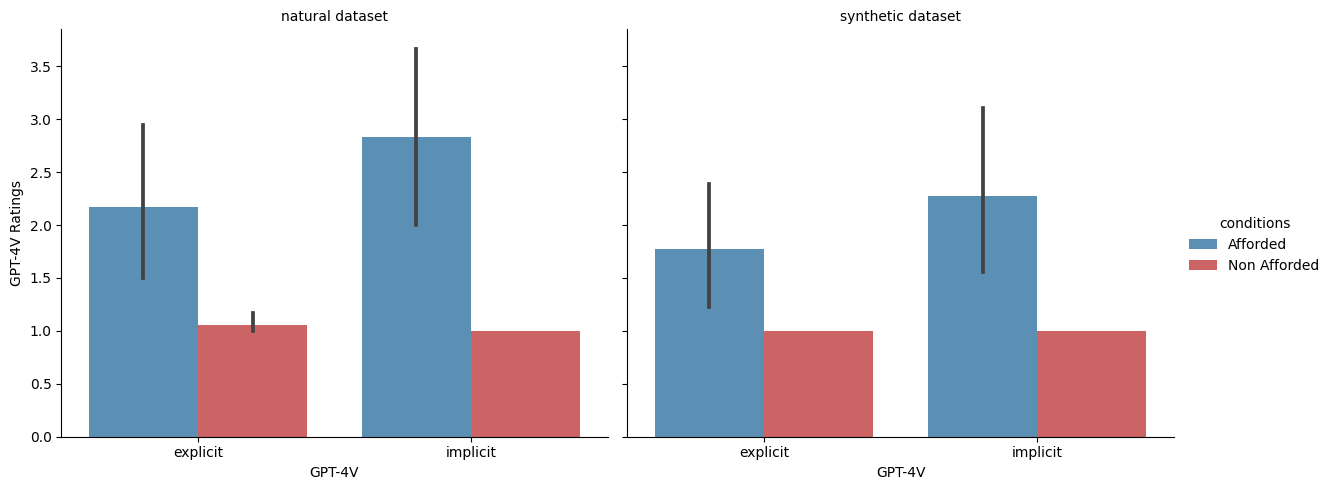 natural dataset
synthetic dataset
GPT-4V Ratings
3.5
3.0
2.5
2.0
1.5
1.0
0.5
0.0
explicit
implicit
GPT-4V
explicit
implicit
GPT-4V
conditions
Afforded
Non Afforded